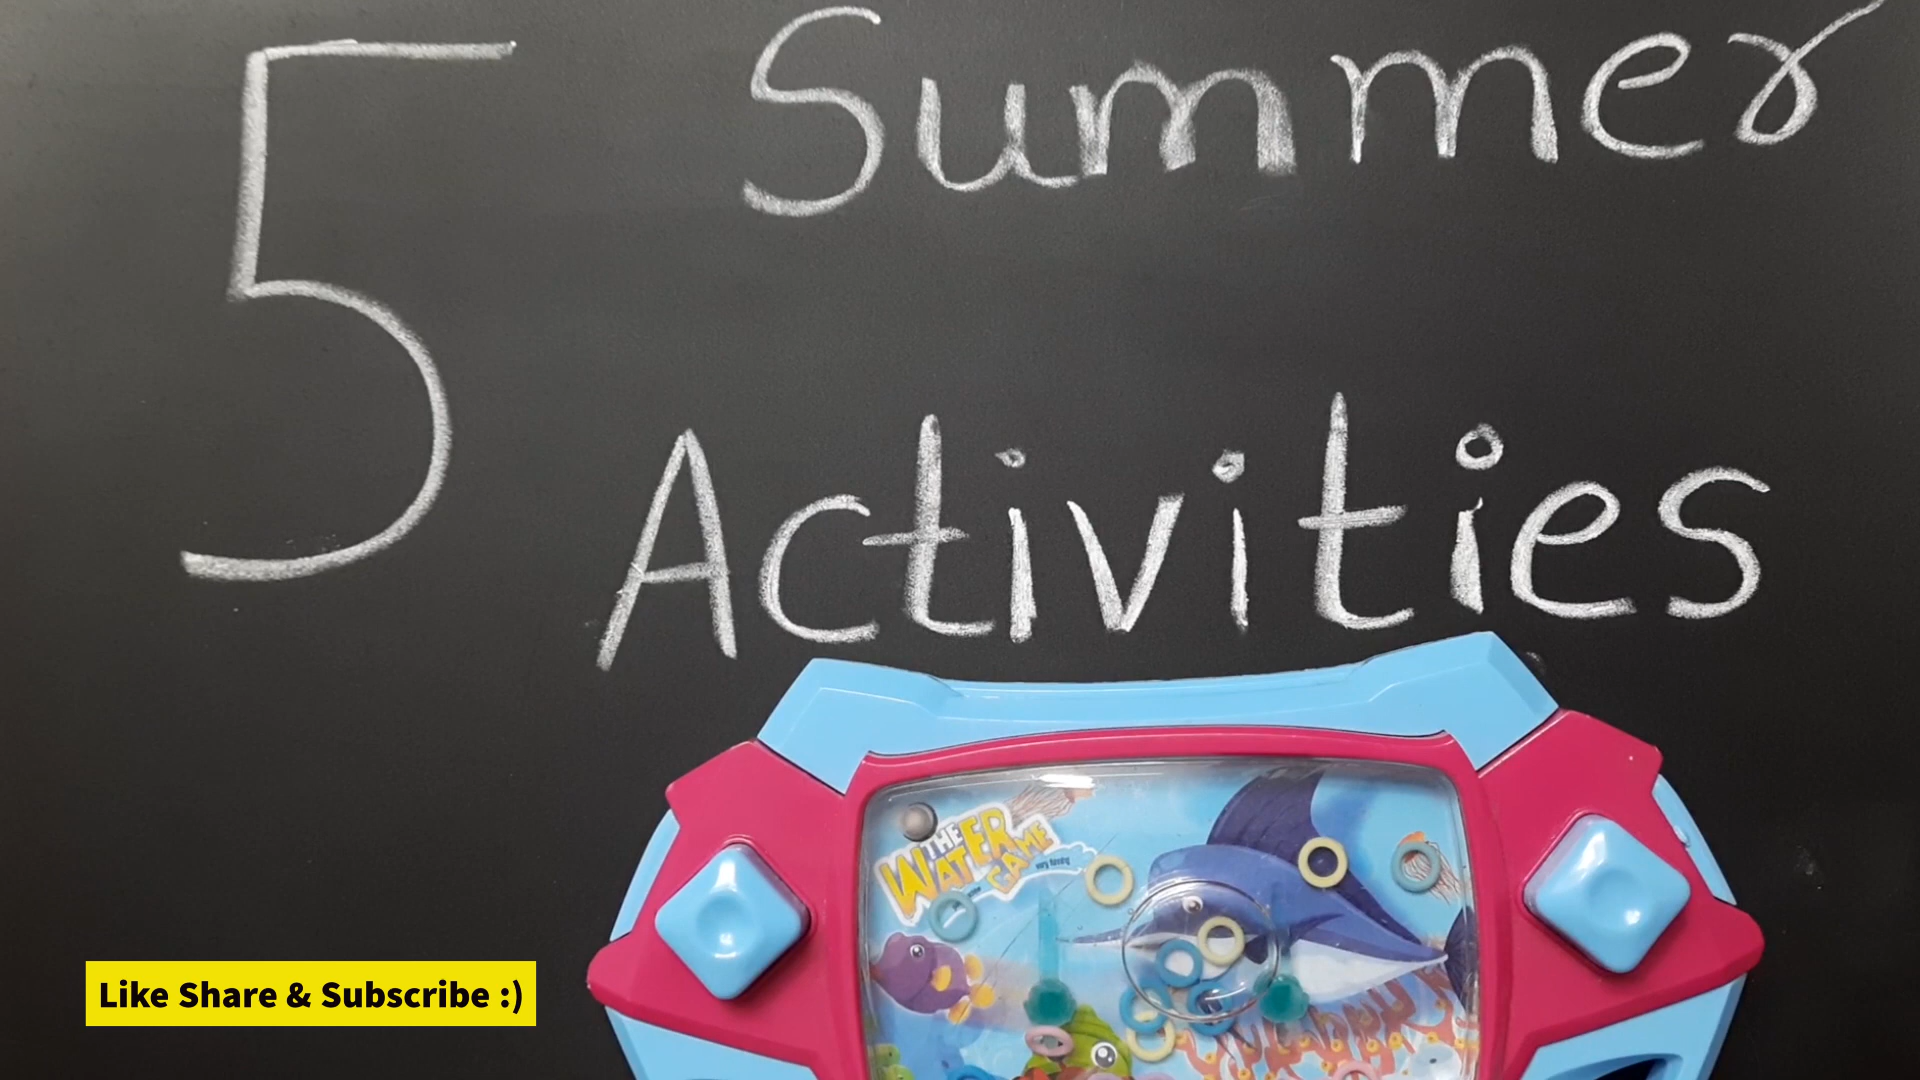 5 Summer
Activities
THE
WATER
GAME
Like Share & Subscribe :)